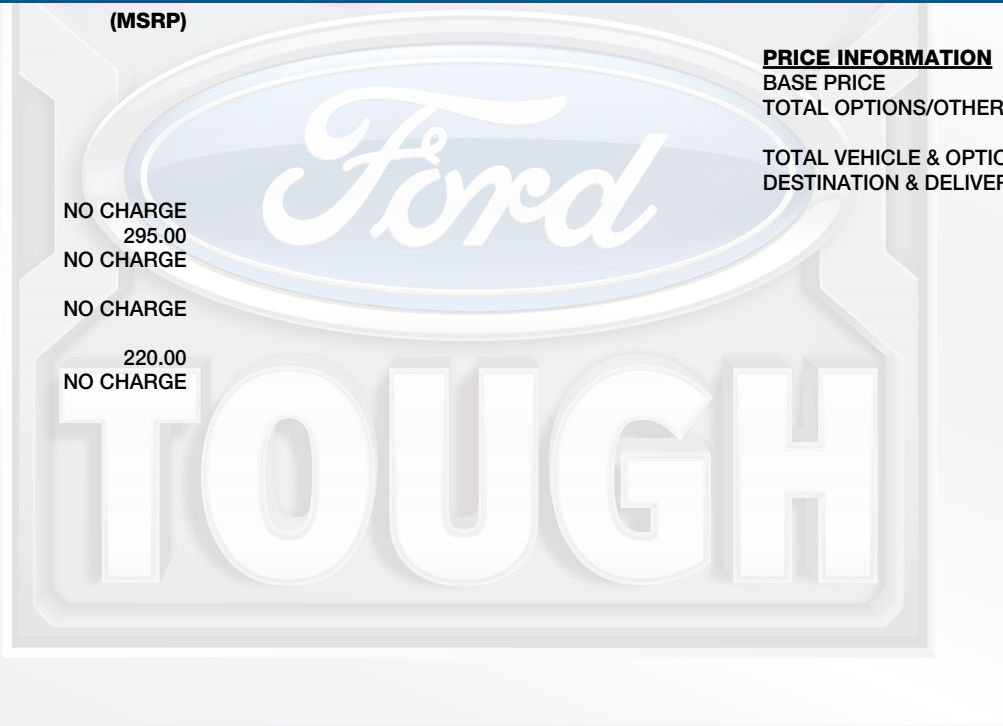 (MSRP)
NO CHARGE
295.00
NO CHARGE
NO CHARGE
220.00
NO CHARGE
PRICE INFORMATION
BASE PRICE
TOTAL OPTIONS/OTHER
TOTAL VEHICLE & OPTIO
DESTINATION & DELIVER
Ford
TOUGH